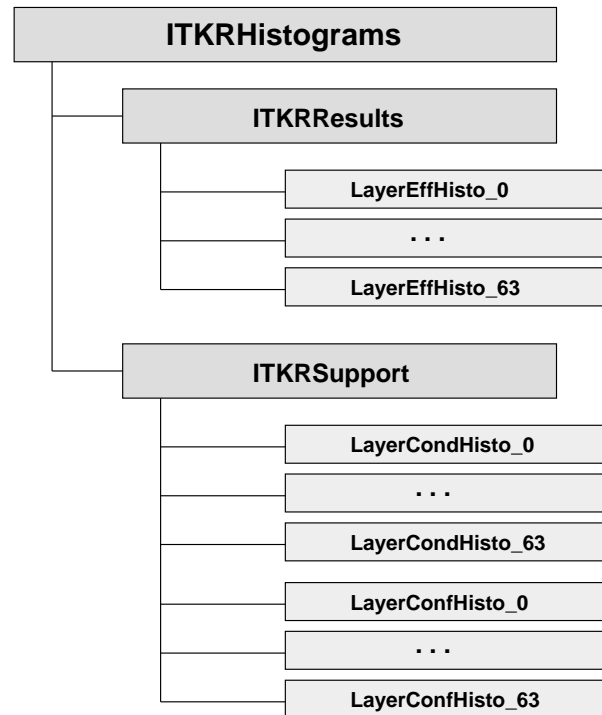 ITKRHistograms
ITKRResults
LayerEffHisto_0
. . .
LayerEffHisto_63
ITKRSupport
LayerCondHisto_0
. . .
LayerCondHisto_63
LayerConfHisto_0
. . .
LayerConfHisto_63